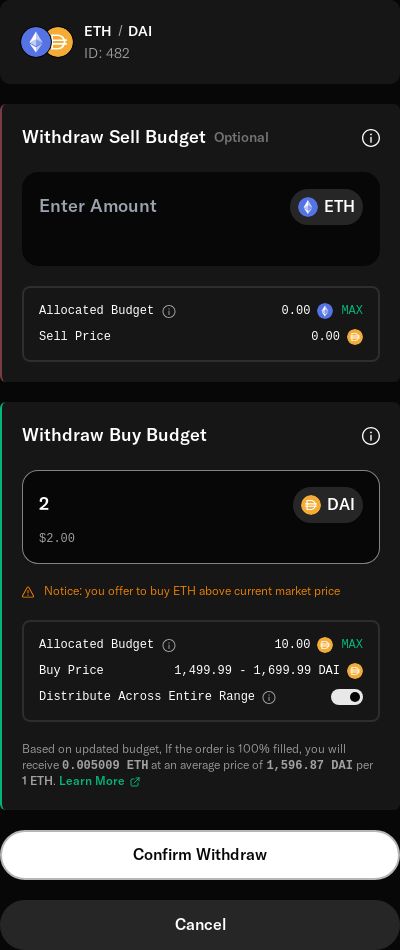 ETH / DAI
ID: 482
Withdraw Sell Budget Optional
Enter Amount ETH
Allocated Budget 0.00 MAX
Sell Price 0.00
Withdraw Buy Budget
2 DAI
$2.00
Notice: you offer to buy ETH above current market price
Allocated Budget 10.00 MAX
Buy Price 1,499.99 - 1,699.99 DAI
Distribute Across Entire Range
Based on updated budget, If the order is 100% filled, you will
receive 0.005009 ETH at an average price of 1,596.87 DAI per
1 ETH. Learn More
Confirm Withdraw
Cancel